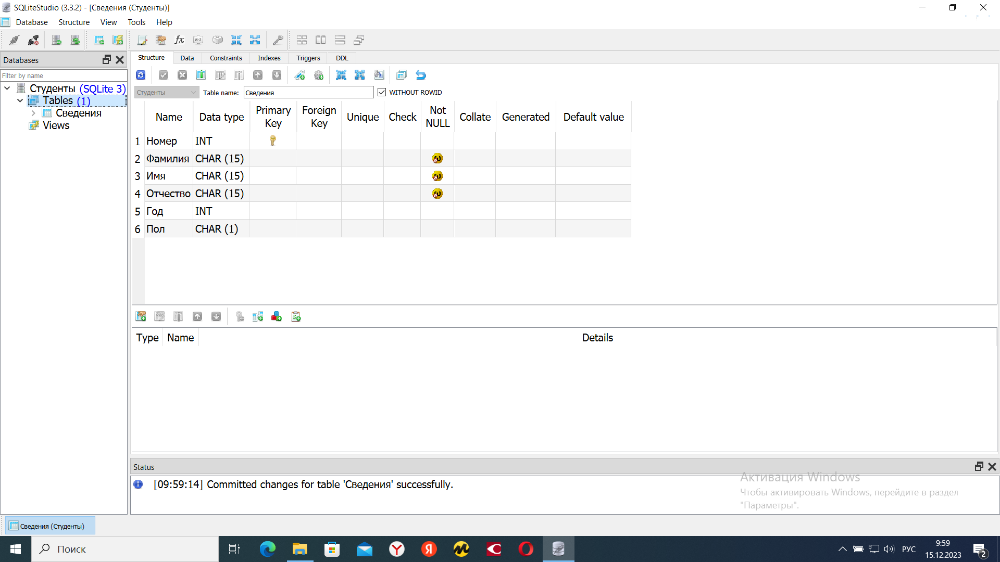 SQLiteStudio (3.3.2) - [Сведения (Студенты)]
Database Structure View Tools Help
Databases
Filter by name
Студенты (SQLite 3)
Tables (1)
Сведения
Views
Structure Data Constraints Indexes Triggers DDL
Студенты Table name: Сведения WITHOUT ROWID
Name Data type Primary Key Foreign Key Unique Check Not NULL Collate Generated Default value
1 Номер INT
2 Фамилия CHAR (15)
3 Имя CHAR (15)
4 Отчество CHAR (15)
5 Год INT
6 Пол CHAR (1)
Type Name Details
Status
[09:59:14] Committed changes for table 'Сведения' successfully.
Активация Windows
Чтобы активировать Windows, перейдите в раздел
"Параметры".
Сведения (Студенты)
Поиск
РУС
9:59
15.12.2023
2